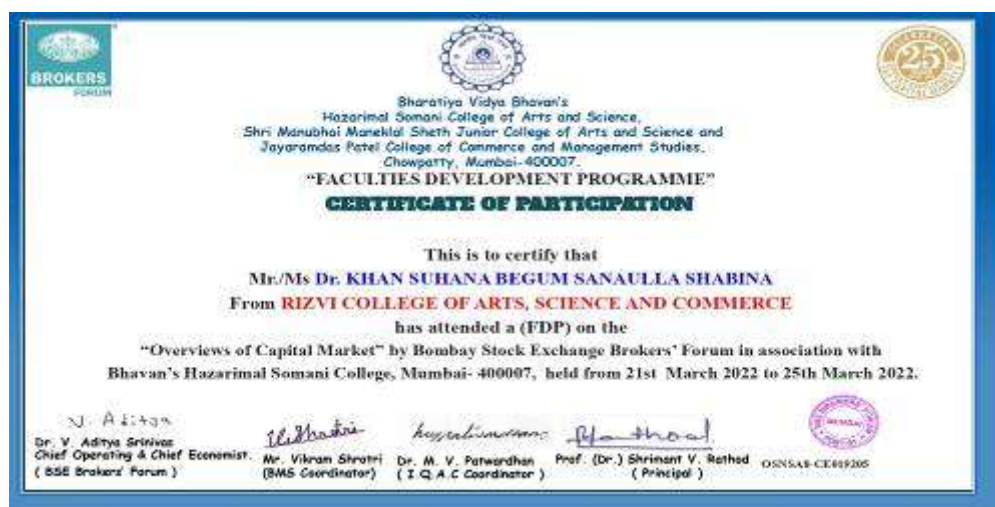 BROKERS
FORUM
25
Bharatiya Vidya Bhavan's
Hazarimal Somani College of Arts and Science,
Shri Manubhai Maneklal Sheth Junior College of Arts and Science and
Jayaramdas Patel College of Commerce and Management Studies.
Chowpatty, Mumbai-400007.
“FACULTIES DEVELOPMENT PROGRAMME”
CERTIFICATE OF PARTICIPATION
This is to certify that
Mr./Ms Dr. KHAN SUHANA BEGUM SANAULLA SHABINA
From RIZVI COLLEGE OF ARTS, SCIENCE AND COMMERCE
has attended a (FDP) on the
“Overviews of Capital Market” by Bombay Stock Exchange Brokers’ Forum in association with
Bhavan’s Hazarimal Somani College, Mumbai- 400007, held from 21st March 2022 to 25th March 2022.
V. Aditya
Dr. V. Aditya Srinivas
Chief Operating & Chief Economist.
( BSE Brokers' Forum )
Mr. Vikram Shrotri
(BMS Coordinator)
Dr. M. V. Patwardhan
( I Q A C Coordinator )
Prof. (Dr.) Shrimant V. Rathod
( Principal )
OSNSAB-CE019205